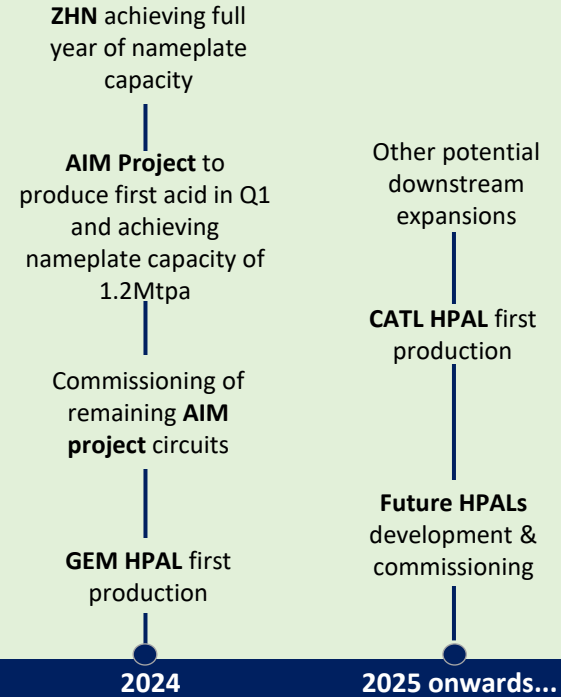 ZHN achieving full
year of nameplate
capacity
AIM Project to
produce first acid in Q1
and achieving
nameplate capacity of
1.2Mtpa
Commissioning of
remaining AIM
project circuits
GEM HPAL first
production
2024
Other potential
downstream
expansions
CATL HPAL first
production
Future HPALs
development &
commissioning
2025 onwards...